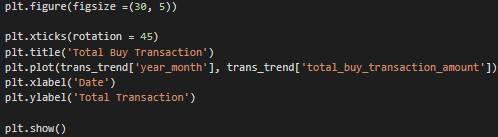 plt.figure(figsize =(30, 5))
plt.xticks(rotation = 45)
plt.title('Total Buy Transaction')
plt.plot(trans_trend['year_month'], trans_trend['total_buy_transaction_amount'])
plt.xlabel('Date')
plt.ylabel('Total Transaction')
plt.show()